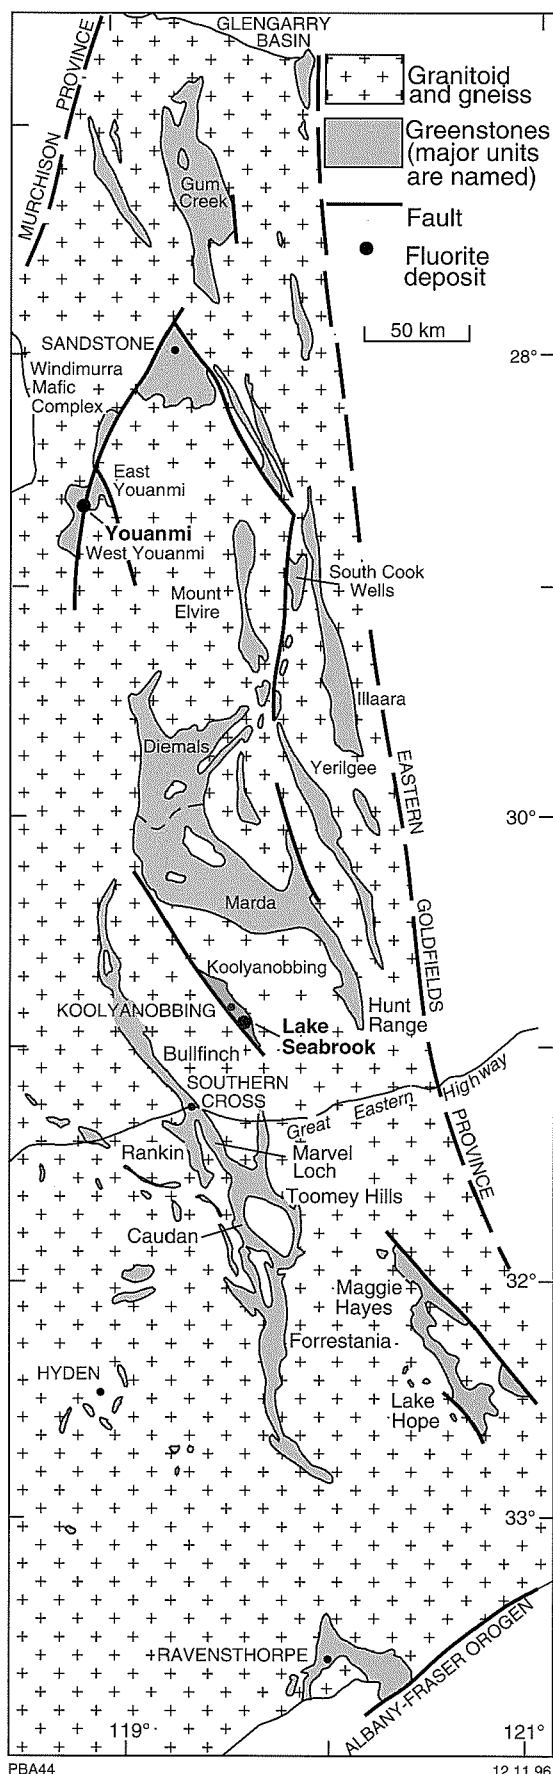 GLENGARRY
BASIN
MURCHISON PROVINCE
Granitoid
and gneiss
Greenstones
(major units
are named)
Fault
Fluorite
deposit
50 km
Gum
Creek
SANDSTONE
28°
Windimurra
Mafic
Complex
East
Youanmi
Youanmi
West Youanmi
Mount
Elvire
South Cook
Wells
Illaara
Diemals
Yerilgee
EASTERN GOLDFIELDS PROVINCE
30°
Marda
Koolyanobbing
KOOLYANOBBING
Lake
Seabrook
Hunt
Range
Bullfinch
SOUTHERN
CROSS
Great Eastern Highway
Rankin
Marvel
Loch
Toomey Hills
Caudan
32°
Maggie
Hayes
Forrestania
HYDEN
Lake
Hope
33°
RAVENSTHORPE
ALBANY-FRASER OROGEN
119°
121°
PBA44
12.11.96